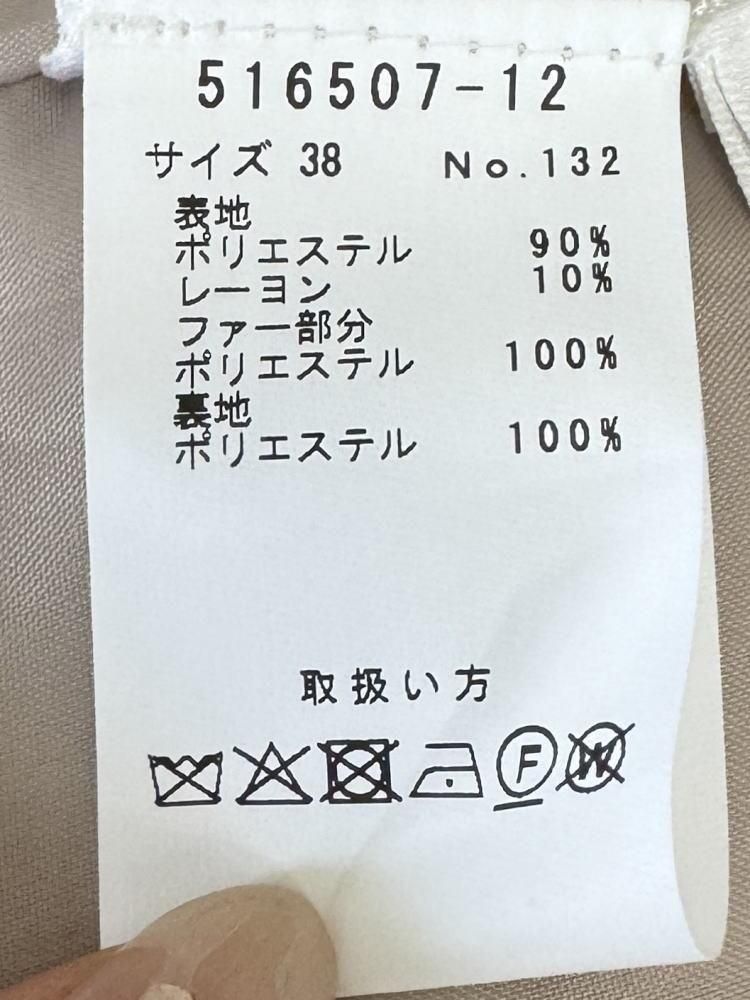 516507-12
サイズ 38 No.132
表地
ポリエステル 90%
レーヨン 10%
ファー部分
ポリエステル 100%
裏地
ポリエステル 100%
取扱い方
F W